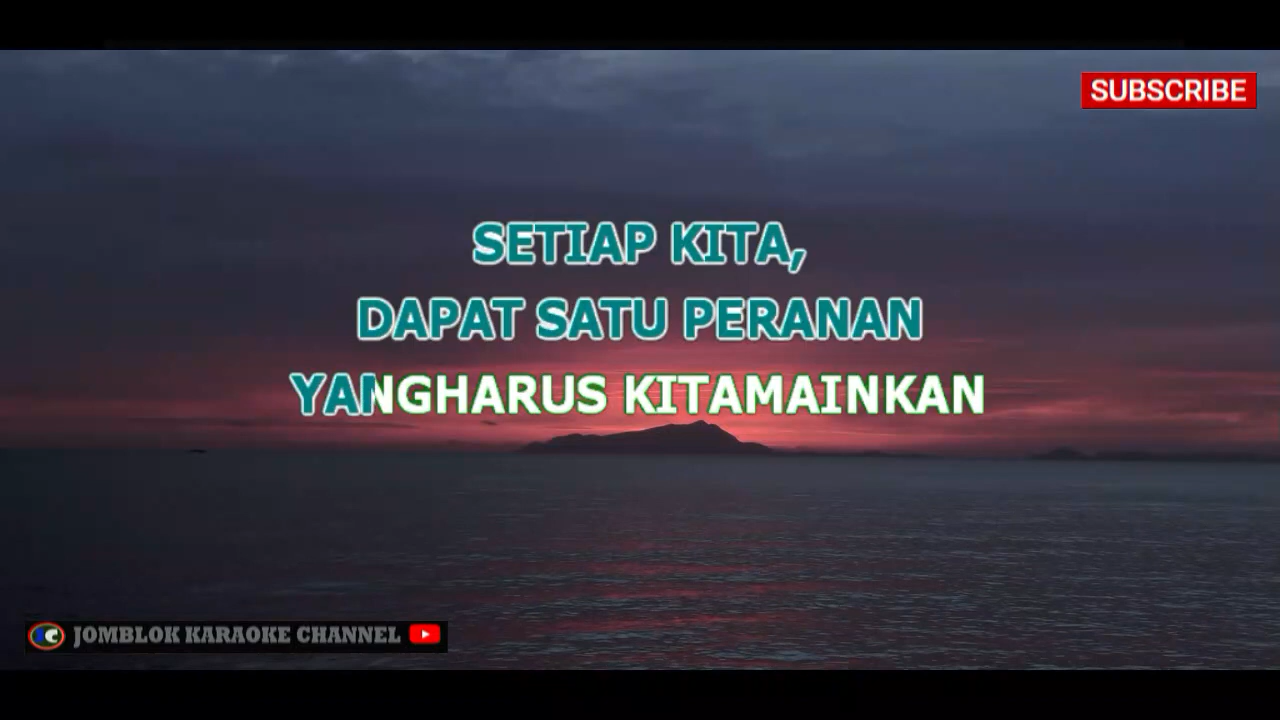 SUBSCRIBE
SETIAP KITA,
DAPAT SATU PERANAN
YANGHARUS KITAMAINKAN
JOMBLOK KARAOKE CHANNEL